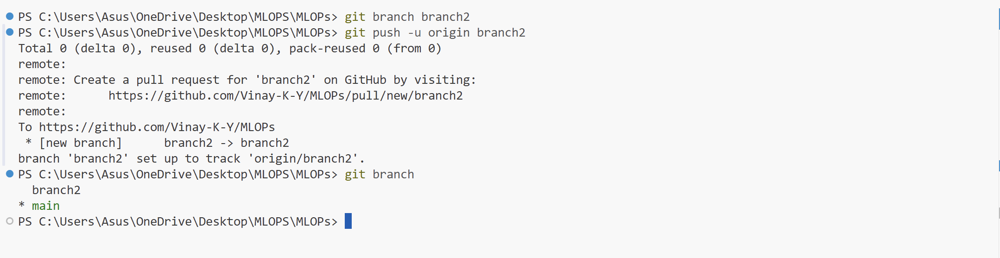 PS C:\Users\Asus\OneDrive\Desktop\MLOPS\MLOPs> git branch branch2
PS C:\Users\Asus\OneDrive\Desktop\MLOPS\MLOPs> git push -u origin branch2
Total 0 (delta 0), reused 0 (delta 0), pack-reused 0 (from 0)
remote:
remote: Create a pull request for 'branch2' on GitHub by visiting:
remote:      https://github.com/Vinay-K-Y/MLOPs/pull/new/branch2
remote:
To https://github.com/Vinay-K-Y/MLOPs
 * [new branch]      branch2 -> branch2
branch 'branch2' set up to track 'origin/branch2'.
PS C:\Users\Asus\OneDrive\Desktop\MLOPS\MLOPs> git branch
  branch2
* main
PS C:\Users\Asus\OneDrive\Desktop\MLOPS\MLOPs>